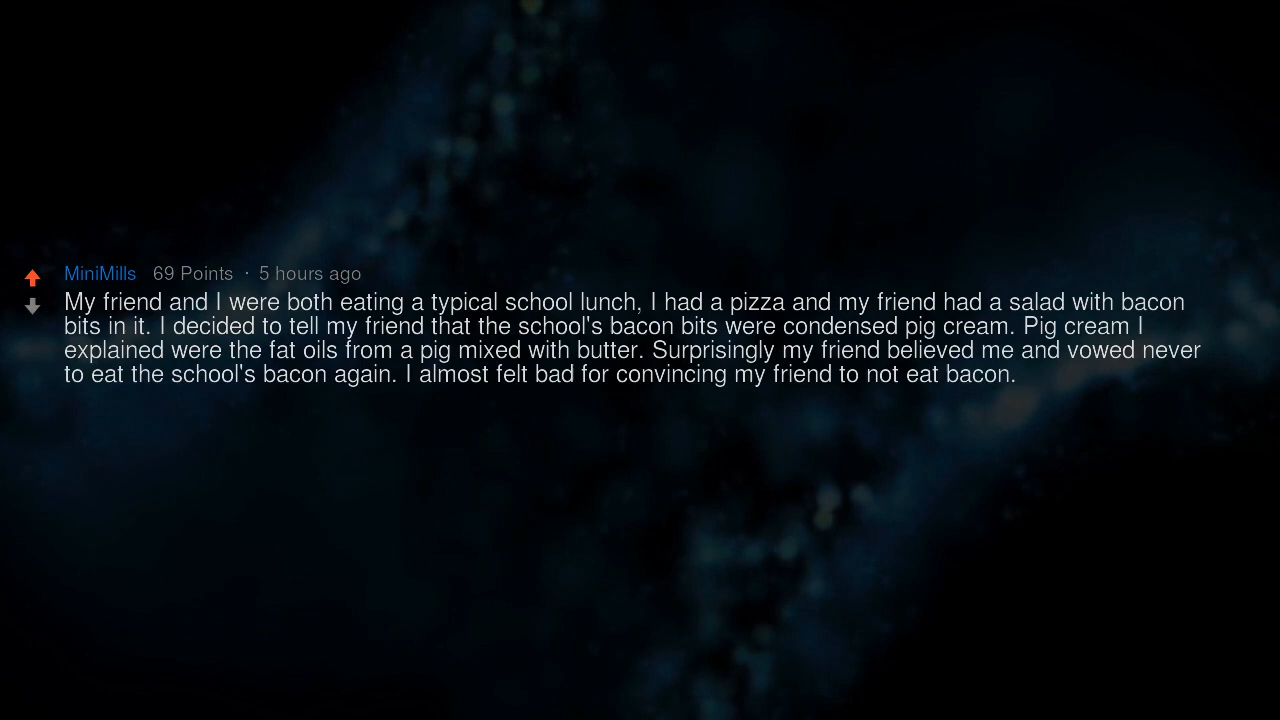 MiniMills 69 Points · 5 hours ago
My friend and I were both eating a typical school lunch, I had a pizza and my friend had a salad with bacon
bits in it. I decided to tell my friend that the school's bacon bits were condensed pig cream. Pig cream I
explained were the fat oils from a pig mixed with butter. Surprisingly my friend believed me and vowed never
to eat the school's bacon again. I almost felt bad for convincing my friend to not eat bacon.